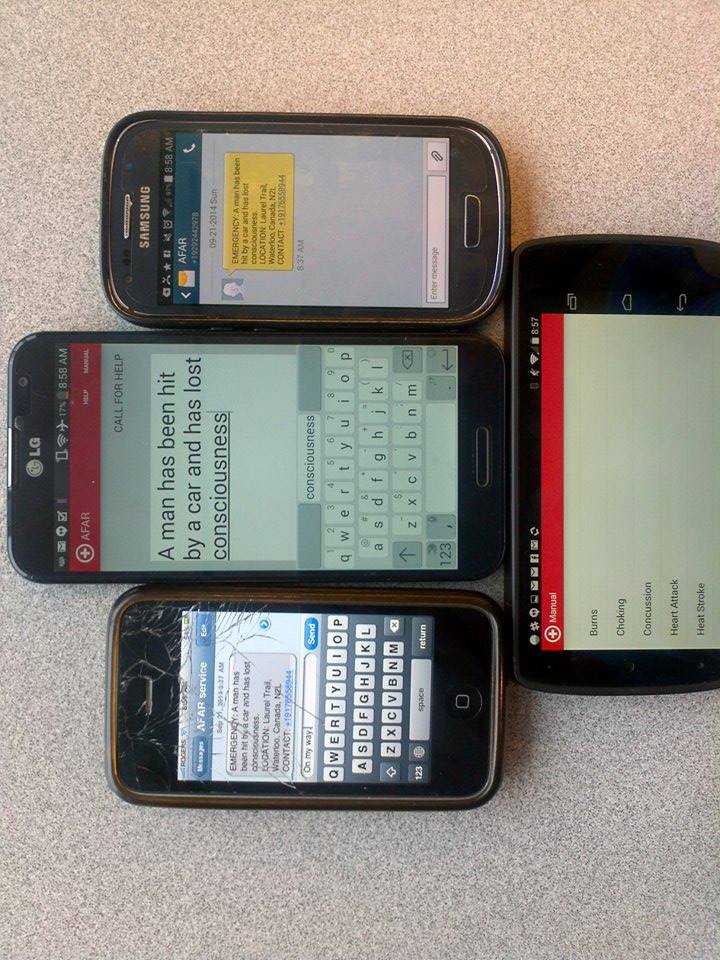 ROGERS 8:58 AM 54%
Messages AFAR service Edit
Sep 21, 2014 8:37 AM
EMERGENCY: A man has
been hit by a car and has lost
consciousness.
LOCATION: Laurel Trail,
Waterloo, Canada, N2L
CONTACT: +19176558944
On my way. Send
Q W E R T Y U I O P
A S D F G H J K L
Z X C V B N M
123 space return
LG
17% 8:58 AM
AFAR HELP MANUAL
CALL FOR HELP
A man has been hit
by a car and has lost
consciousness
consciousness
1 2 3 4 5 6 7 8 9 0
q w e r t y u i o p
@ # & * - + = ( )
a s d f g h j k l
z x c v b n m
123 , .
SAMSUNG
97% 8:58 AM
AFAR
+19292442978
09-21-2014 Sun
EMERGENCY: A man has been
hit by a car and has lost
consciousness.
LOCATION: Laurel Trail,
Waterloo, Canada, N2L
CONTACT: +19176558944
8:37 AM
Enter message
8:57
Manual
Burns
Choking
Concussion
Heart Attack
Heat Stroke